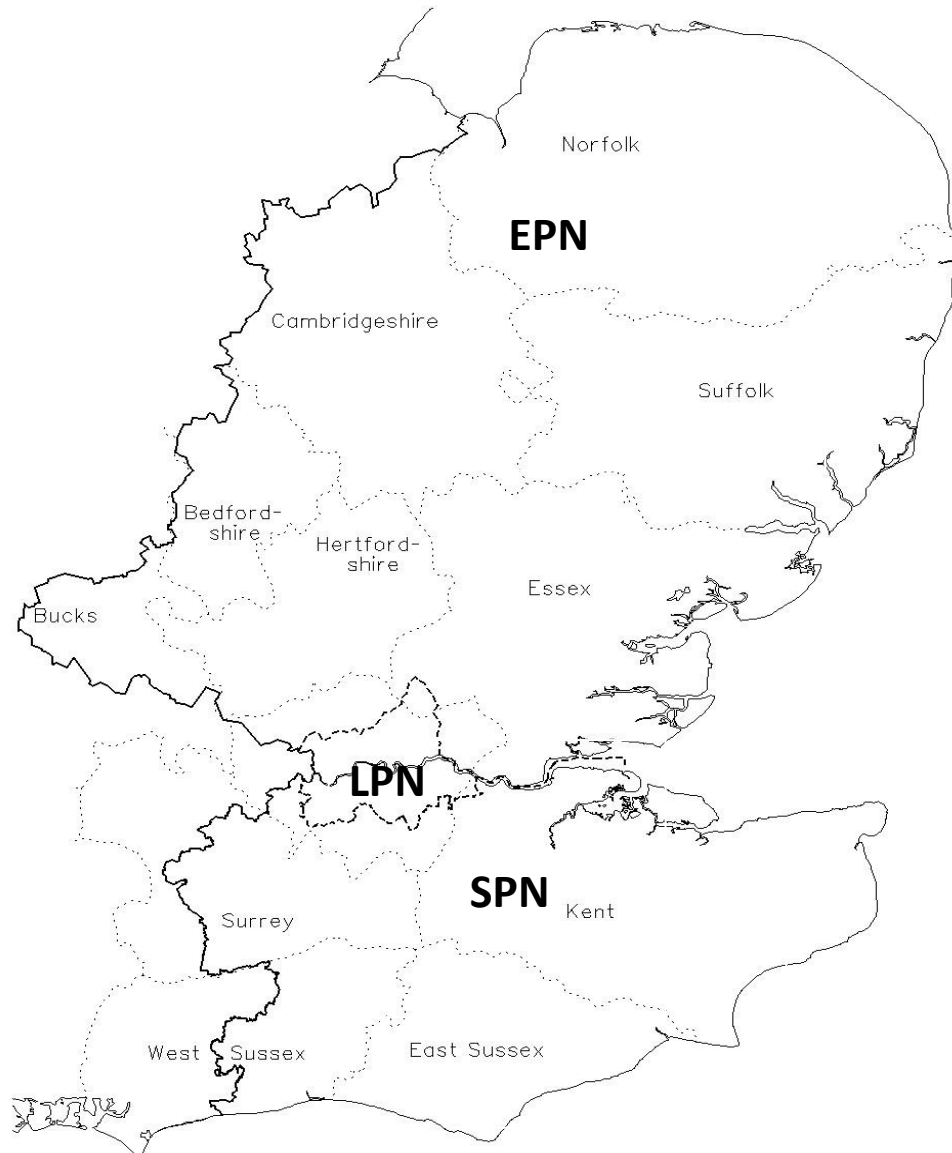 Norfolk
EPN
Cambridgeshire
Suffolk
Bedford-
shire
Hertford-
shire
Essex
Bucks
LPN
SPN
Kent
Surrey
West Sussex
East Sussex